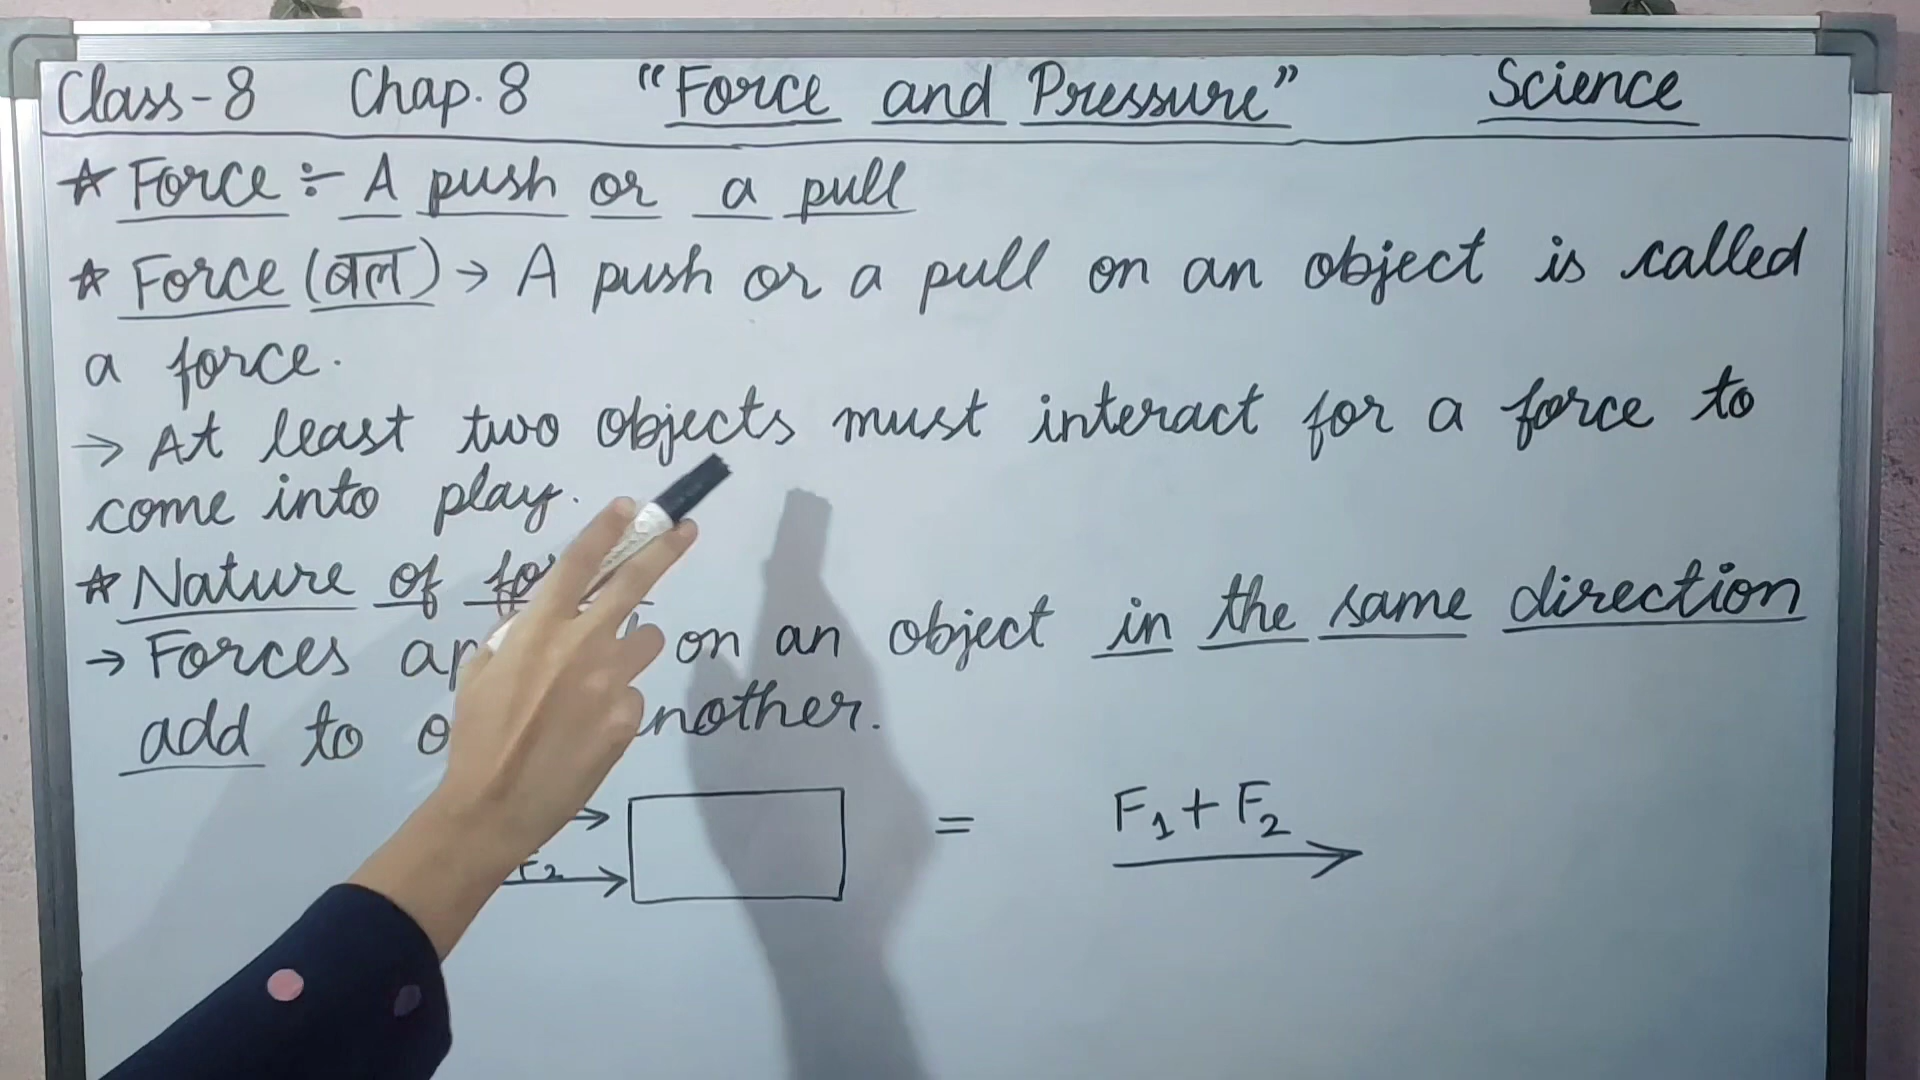 Class-8 Chap. 8 “Force and Pressure” Science
☆ Force :- A push or a pull
☆ Force (बल) → A push or a pull on an object is called
a force.
→ At least two objects must interact for a force to
come into play.
☆ Nature of
→ Forces on an object in the same direction
add to
= F₁ + F₂
F₂